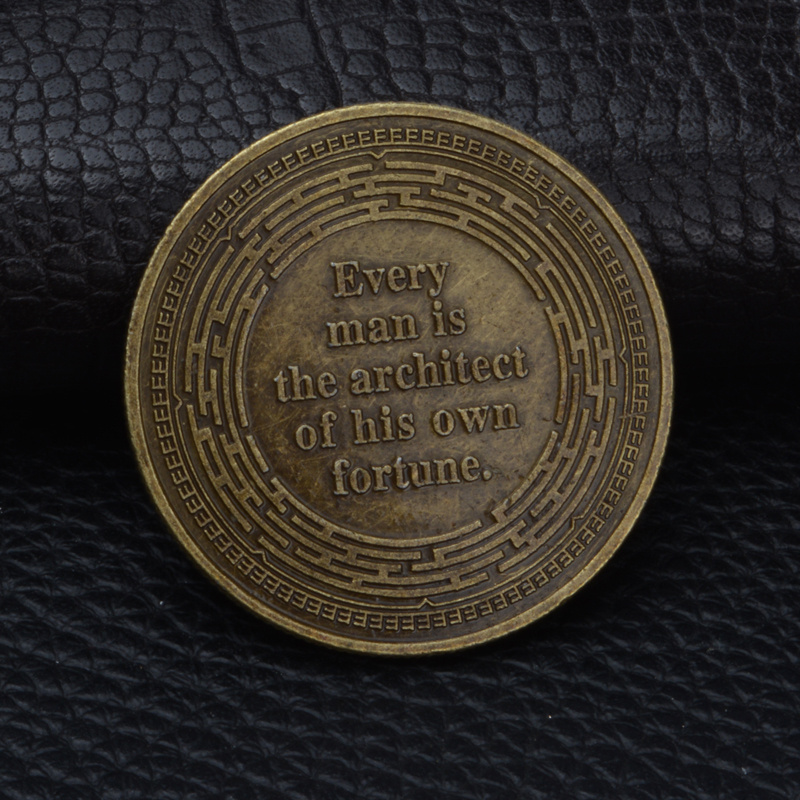 Every
man is
the architect
of his own
fortune.